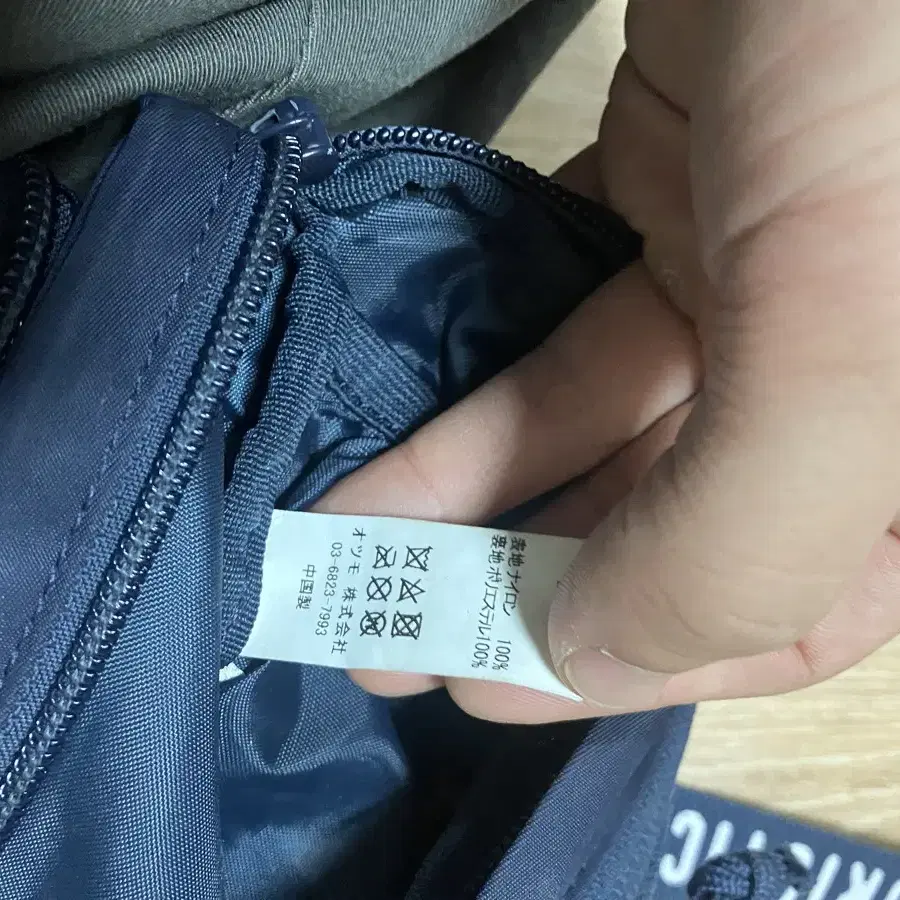 表地 ナイロン 100%
裏地 ポリエステル100%
オツモ 株式会社
03-6823-7993
中国製